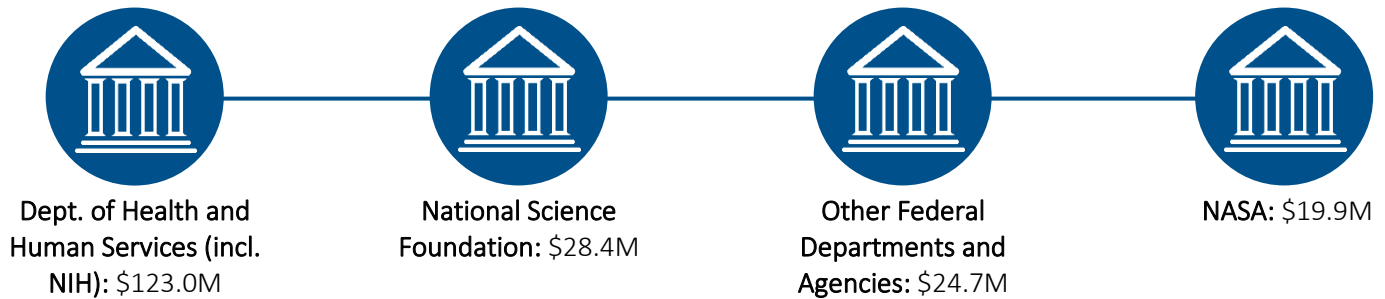 Dept. of Health and
Human Services (incl.
NIH): $123.0M
National Science
Foundation: $28.4M
Other Federal
Departments and
Agencies: $24.7M
NASA: $19.9M